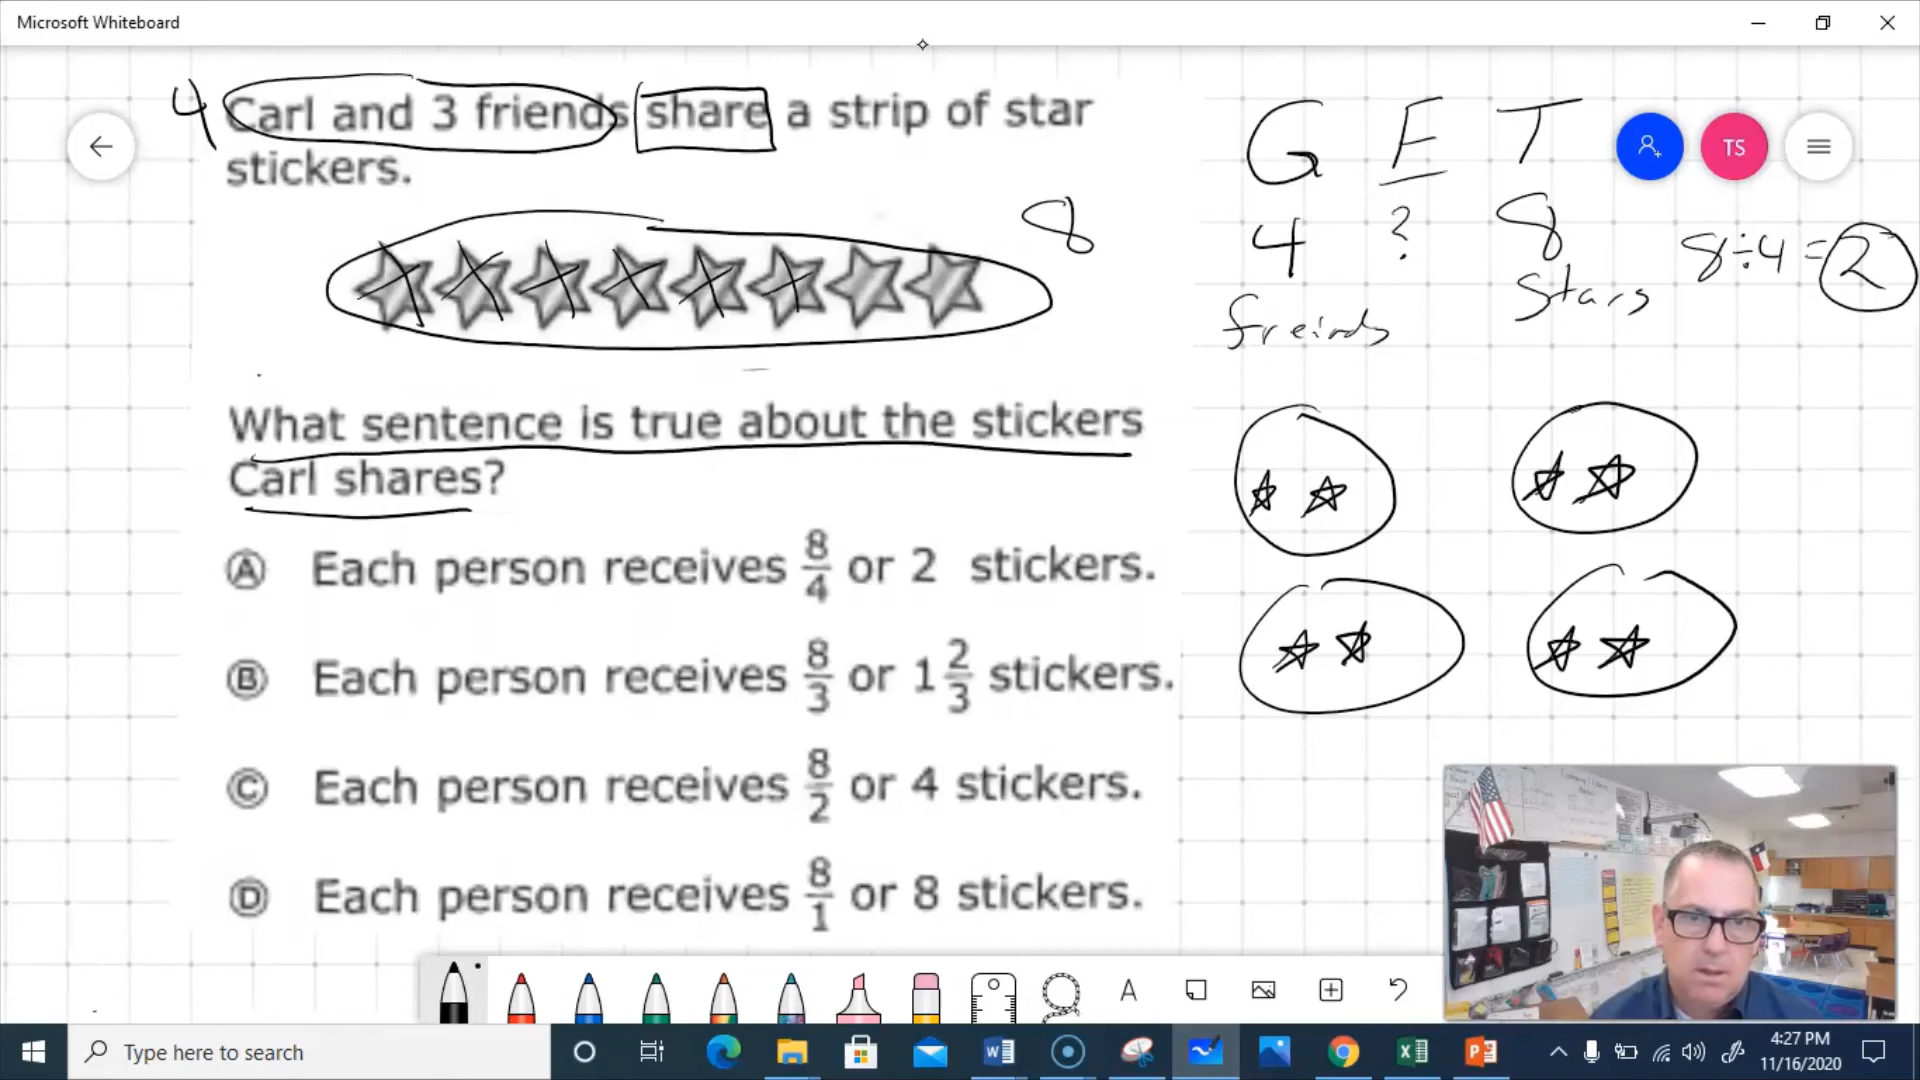 Microsoft Whiteboard
4 Carl and 3 friends share a strip of star
stickers.
8
What sentence is true about the stickers
Carl shares?
Ⓐ Each person receives 8/4 or 2 stickers.
Ⓑ Each person receives 8/3 or 1 2/3 stickers.
Ⓒ Each person receives 8/2 or 4 stickers.
Ⓓ Each person receives 8/1 or 8 stickers.
G E T
4 ? 8
8÷4=2
freinds
Stars
TS
A
Type here to search
4:27 PM
11/16/2020